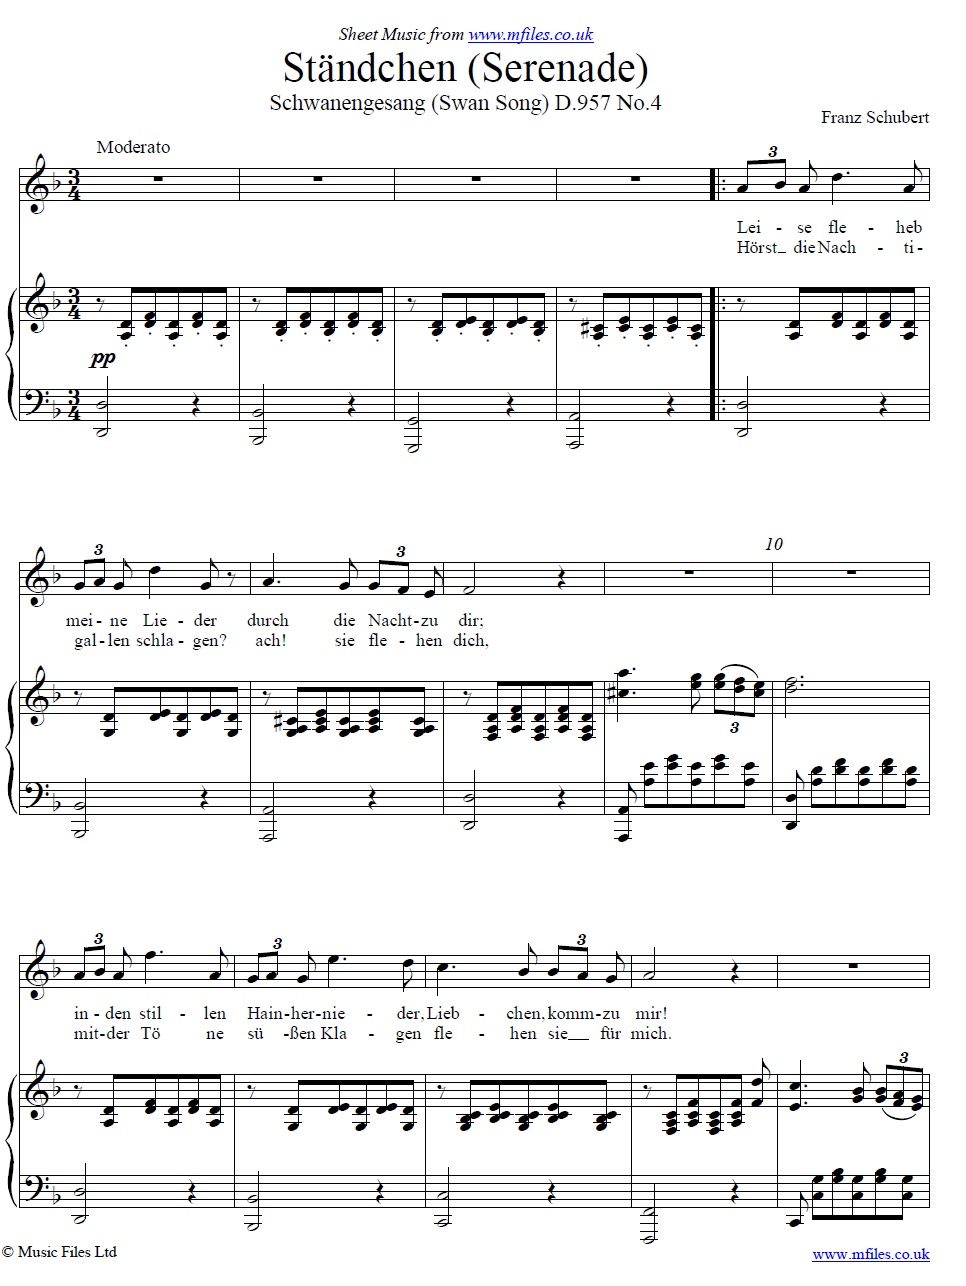 Sheet Music from www.mfiles.co.uk
Ständchen (Serenade)
Schwanengesang (Swan Song) D.957 No.4
Franz Schubert
Moderato
3
Lei - se fle - heb
Hörst_ die Nach - ti -
pp
10
3 3
mei - ne Lie - der durch die Nacht-zu dir;
gal - len schla - gen? ach! sie fle - hen dich,
3
3 3 3
in - den stil - len Hain-her-nie - der, Lieb - chen, komm-zu mir!
mit-der Tö - ne sü - ßen Kla - gen fle - hen sie__ für mich.
3
© Music Files Ltd
www.mfiles.co.uk